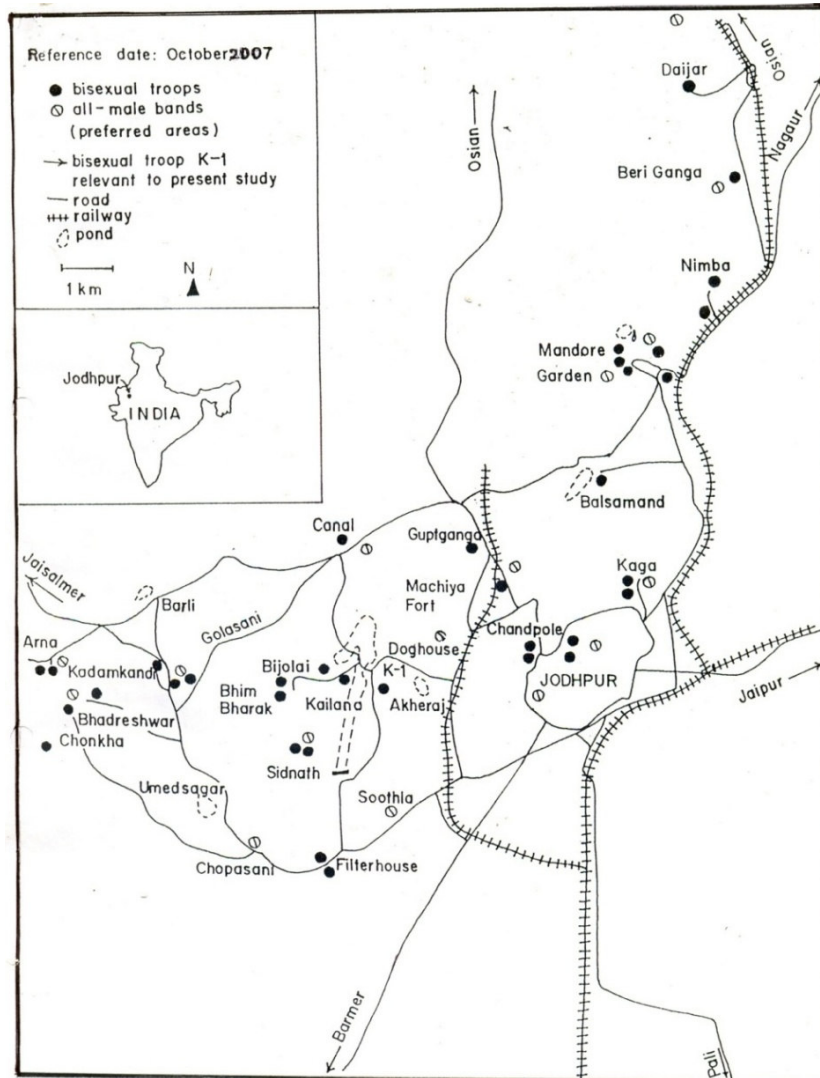 Reference date: October 2007
bisexual troops
all-male bands
(preferred areas)
bisexual troop K-1
relevant to present study
road
railway
pond
1 km
N
Jodhpur
INDIA
Osian
Daijar
Osian
Nagaur
Beri Ganga
Nimba
Mandore
Garden
Balsamand
Canal
Guptganga
Jaisalmer
Barli
Golasani
Machiya
Fort
Kaga
Arna
Kadamkandi
Bijolai
Doghouse
Chandpole
Bhim
Bharak
Kailana
K-1
Akheraj
JODHPUR
Jaipur
Bhadreshwar
Chonkha
Sidnath
Umedsagar
Soothla
Chopasani
Filterhouse
Barmer
Pali